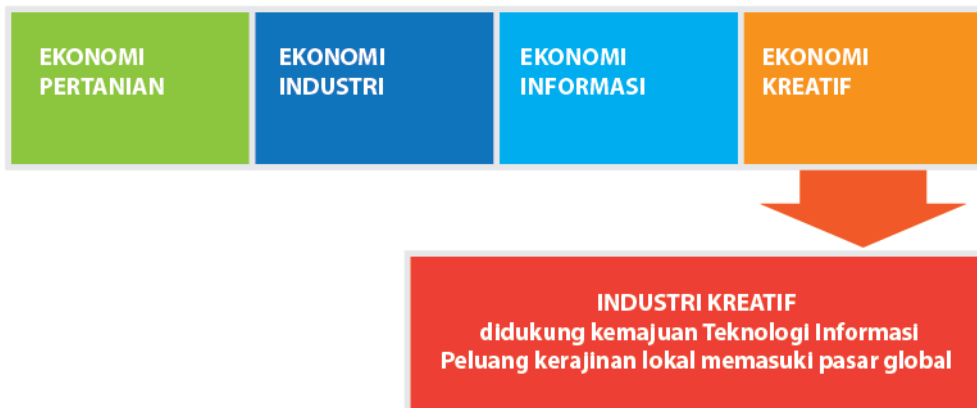 EKONOMI
PERTANIAN
EKONOMI
INDUSTRI
EKONOMI
INFORMASI
EKONOMI
KREATIF
INDUSTRI KREATIF
didukung kemajuan Teknologi Informasi
Peluang kerajinan lokal memasuki pasar global